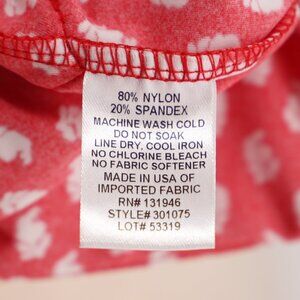 80% NYLON
20% SPANDEX
MACHINE WASH COLD
DO NOT SOAK
LINE DRY, COOL IRON
NO CHLORINE BLEACH
NO FABRIC SOFTENER
MADE IN USA OF
IMPORTED FABRIC
RN# 131946
STYLE# 301075
LOT# 53319